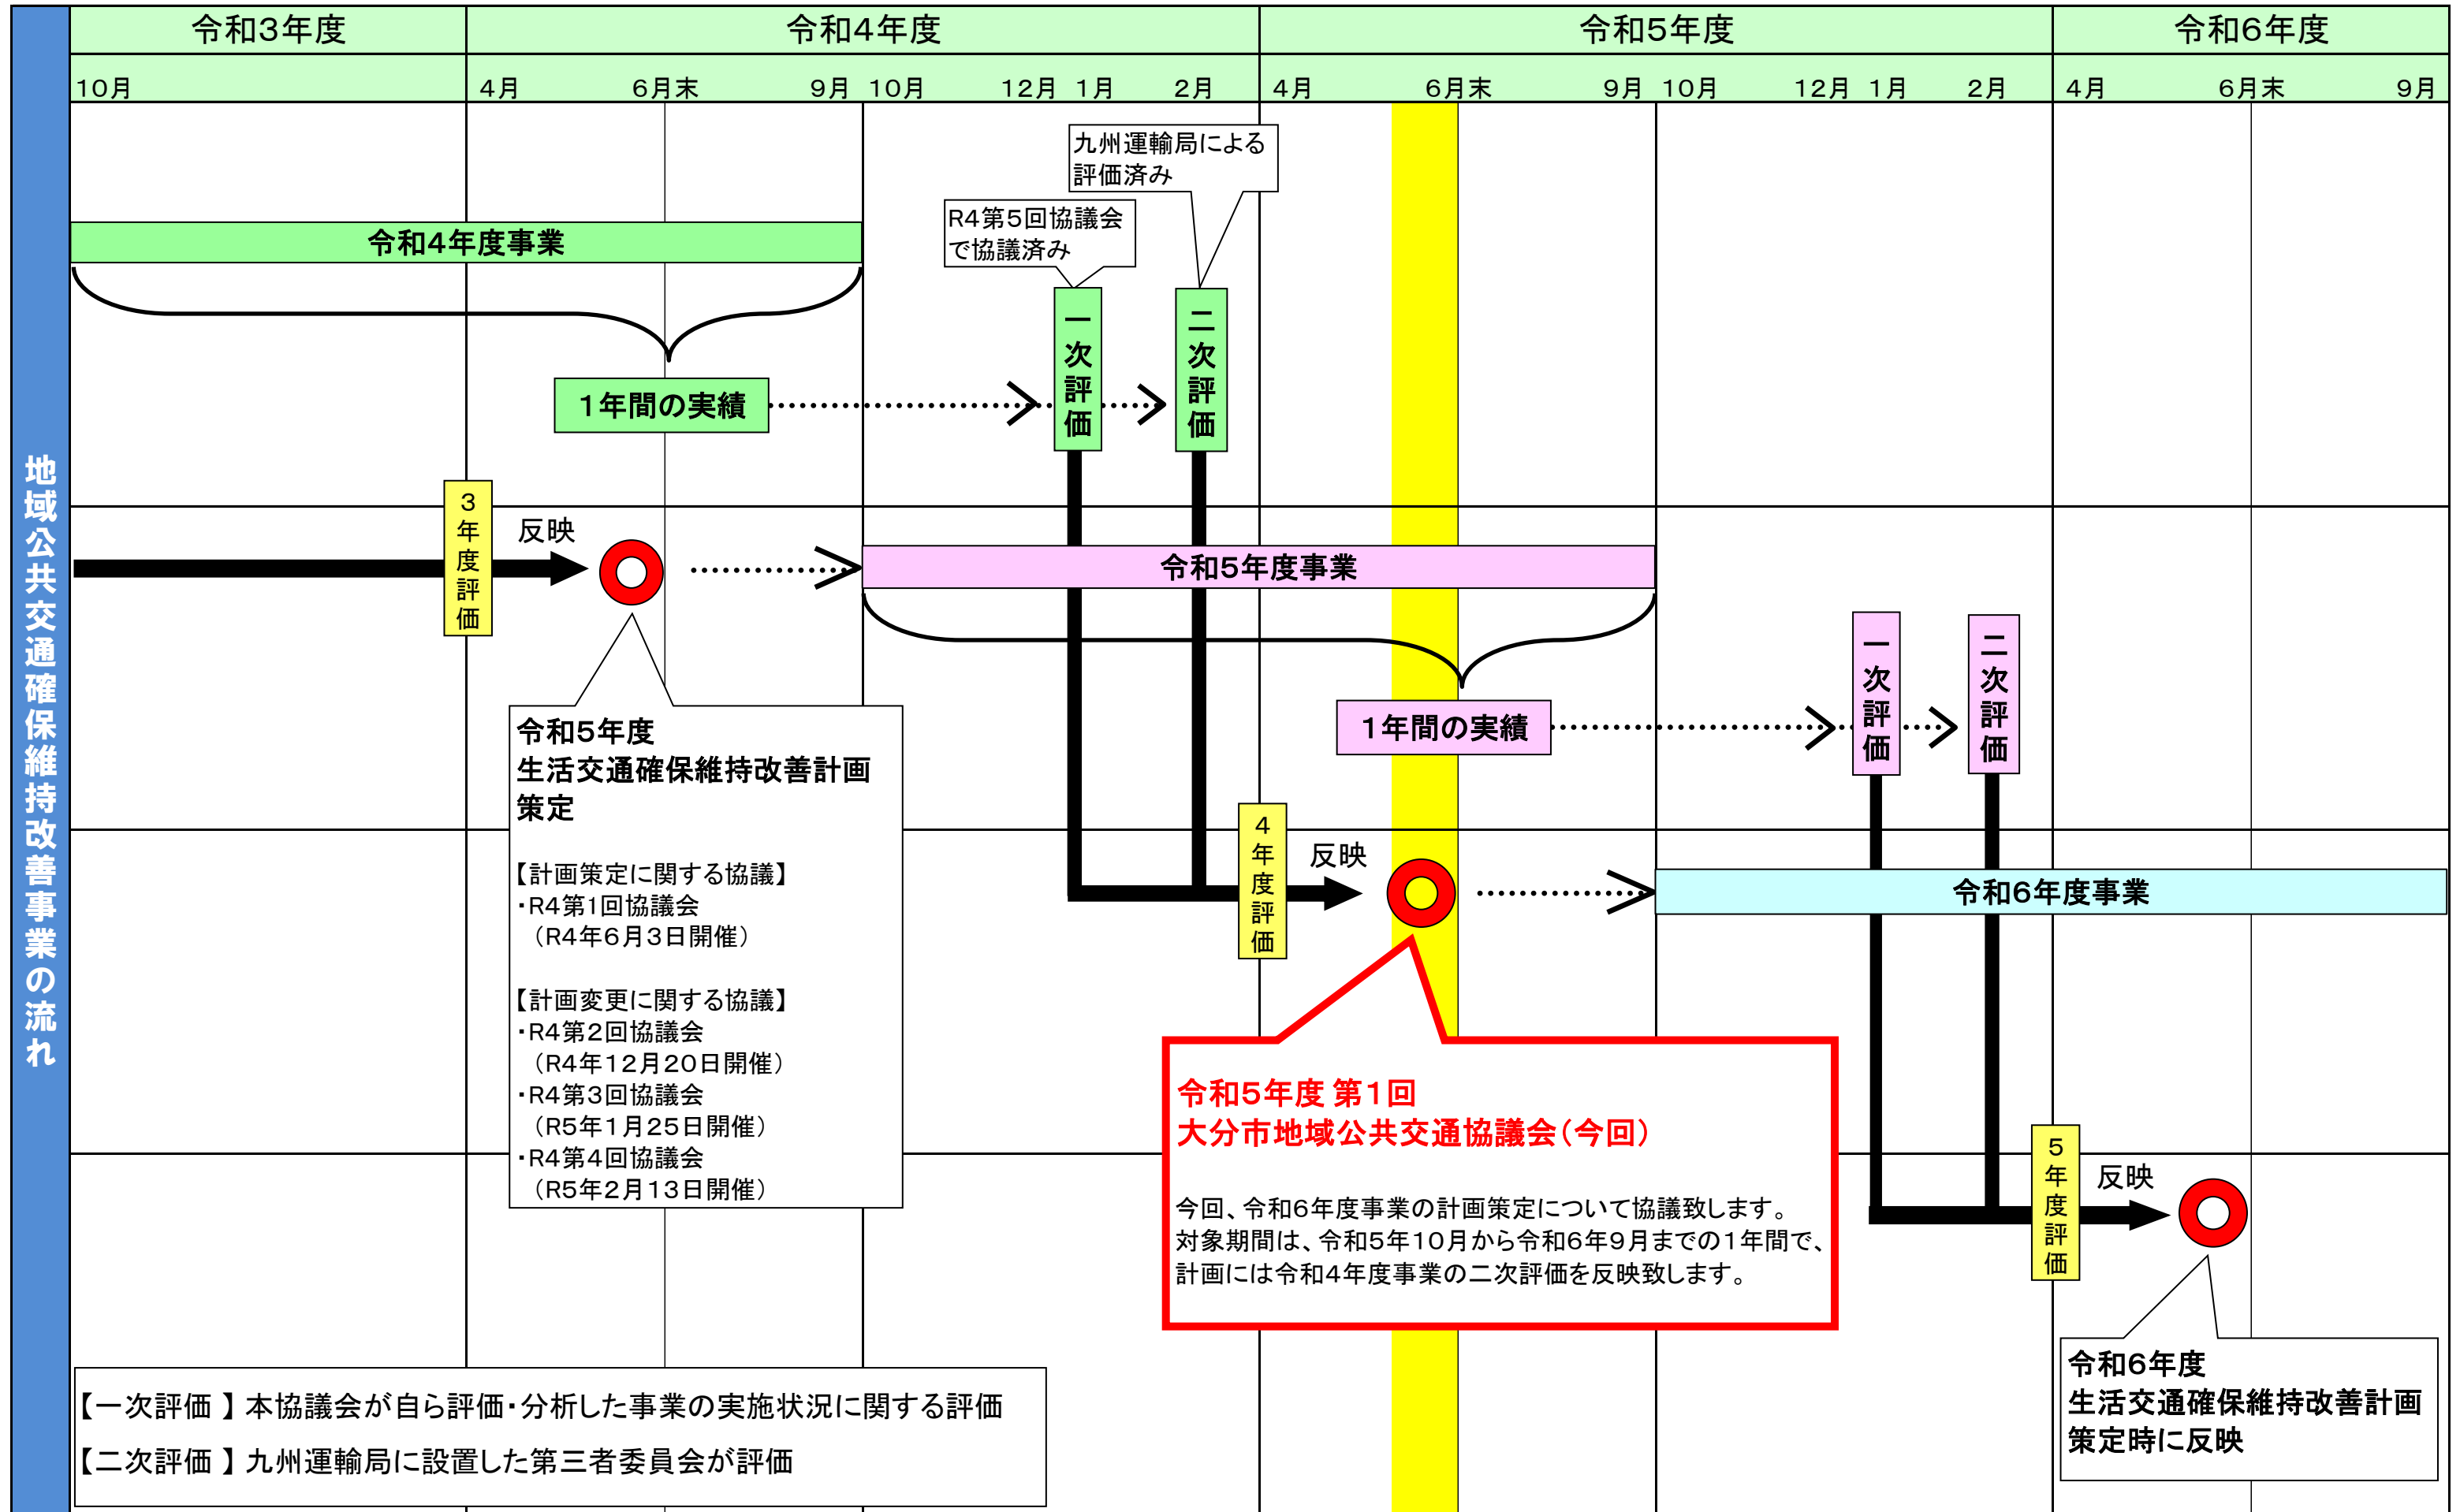 地域公共交通確保維持改善事業の流れ
令和３年度
令和４年度
令和５年度
令和６年度
１０月
４月
６月末
９月
１０月
１２月
１月
２月
４月
６月末
９月
１０月
１２月
１月
２月
４月
６月末
９月
九州運輸局による
評価済み
R４第５回協議会
で協議済み
令和４年度事業
一次評価
二次評価
１年間の実績
３年度評価
反映
令和５年度事業
一次評価
二次評価
１年間の実績
令和５年度
生活交通確保維持改善計画
策定
【計画策定に関する協議】
・R４第１回協議会
（R４年６月３日開催）
【計画変更に関する協議】
・R４第２回協議会
（R４年１２月２０日開催）
・R４第３回協議会
（R５年１月２５日開催）
・R４第４回協議会
（R５年２月１３日開催）
４年度評価
反映
令和６年度事業
令和５年度 第１回
大分市地域公共交通協議会（今回）
今回、令和６年度事業の計画策定について協議致します。
対象期間は、令和５年１０月から令和６年９月までの１年間で、
計画には令和４年度事業の二次評価を反映致します。
５年度評価
反映
令和６年度
生活交通確保維持改善計画
策定時に反映
【一次評価 】 本協議会が自ら評価・分析した事業の実施状況に関する評価
【二次評価 】 九州運輸局に設置した第三者委員会が評価